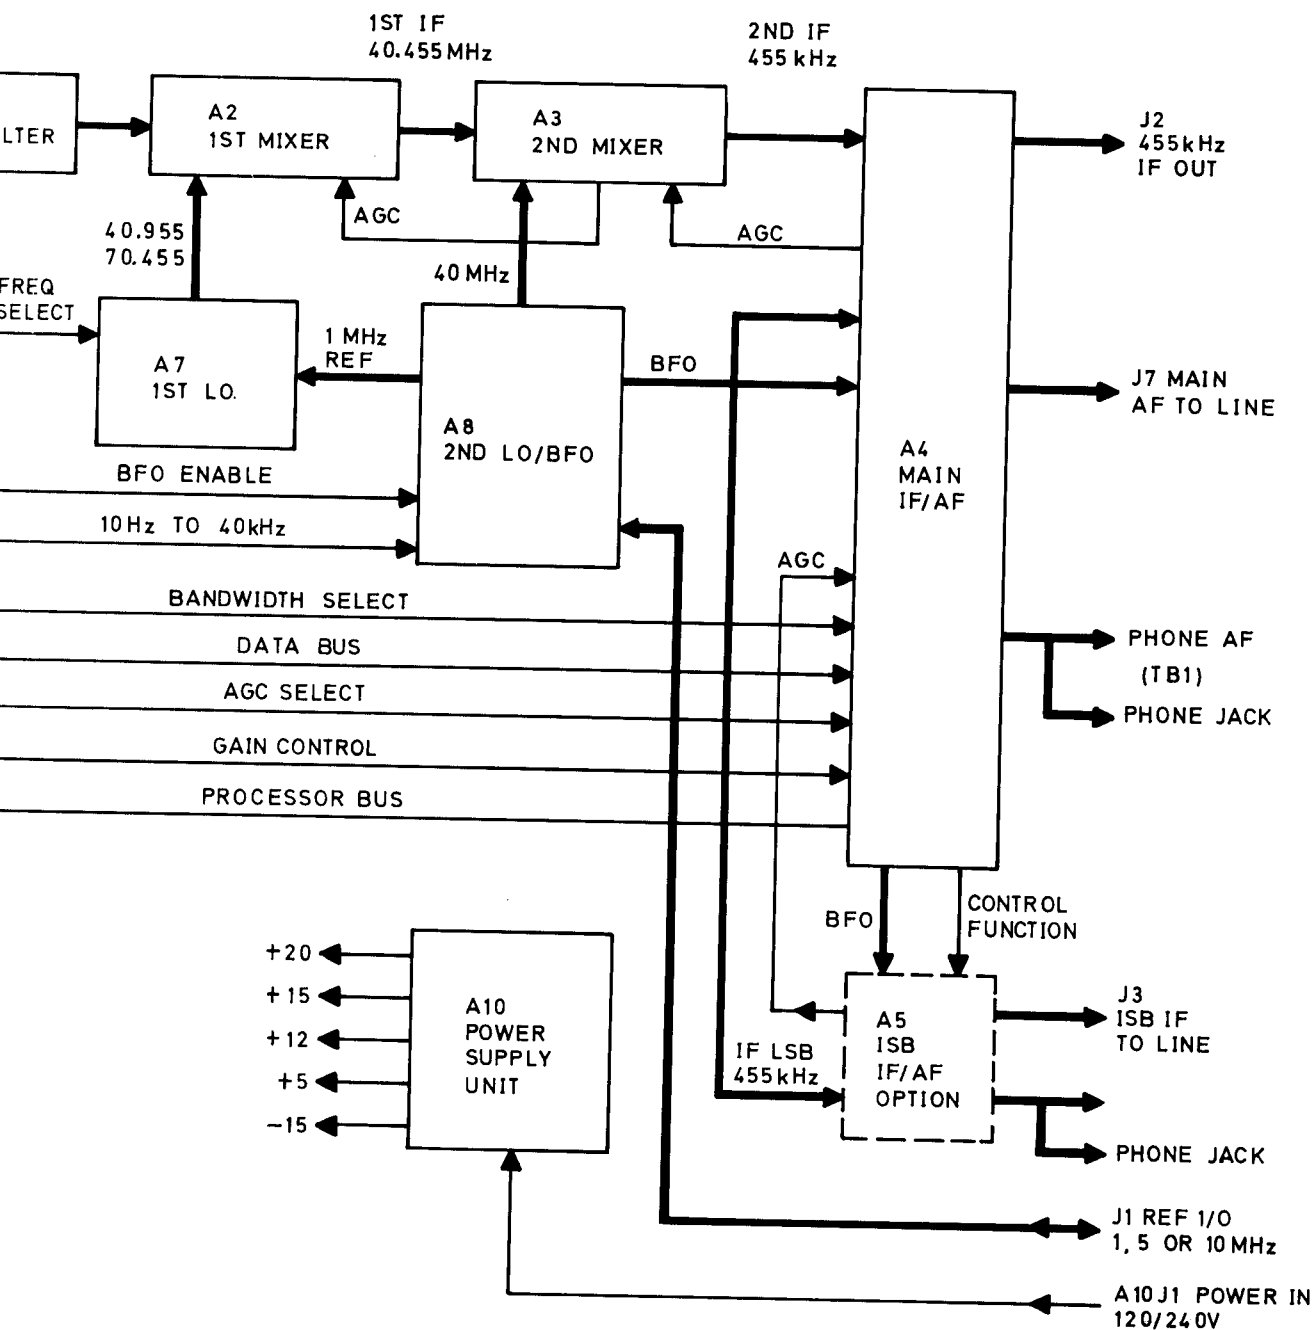 1ST IF
40.455MHz
2ND IF
455kHz
LTER
A2
1ST MIXER
A3
2ND MIXER
J2
455kHz
IF OUT
AGC
AGC
40.955
70.455
40 MHz
FREQ
SELECT
A7
1ST LO.
1 MHz
REF
BFO
A8
2ND LO/BFO
J7 MAIN
AF TO LINE
A4
MAIN
IF/AF
BFO ENABLE
10Hz TO 40kHz
AGC
BANDWIDTH SELECT
DATA BUS
AGC SELECT
GAIN CONTROL
PROCESSOR BUS
PHONE AF
(TB1)
PHONE JACK
BFO
CONTROL
FUNCTION
+20
+15
+12
+5
-15
A10
POWER
SUPPLY
UNIT
A5
ISB
IF/AF
OPTION
IF LSB
455kHz
J3
ISB IF
TO LINE
PHONE JACK
J1 REF 1/0
1, 5 OR 10MHz
A10J1 POWER IN
120/240V